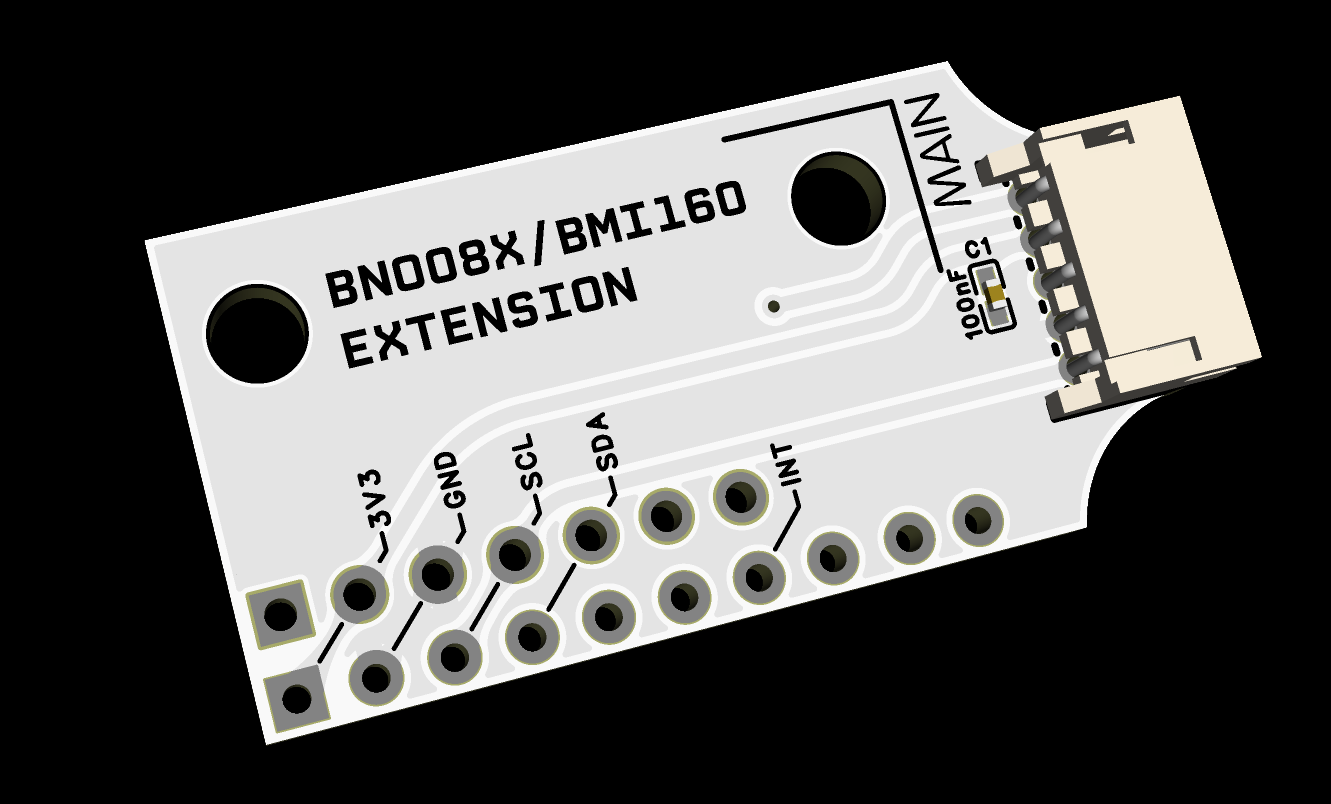 BNO08X/BMI160
EXTENSION
MAIN
C1
100nF
3V3
GND
SCL
SDA
INT